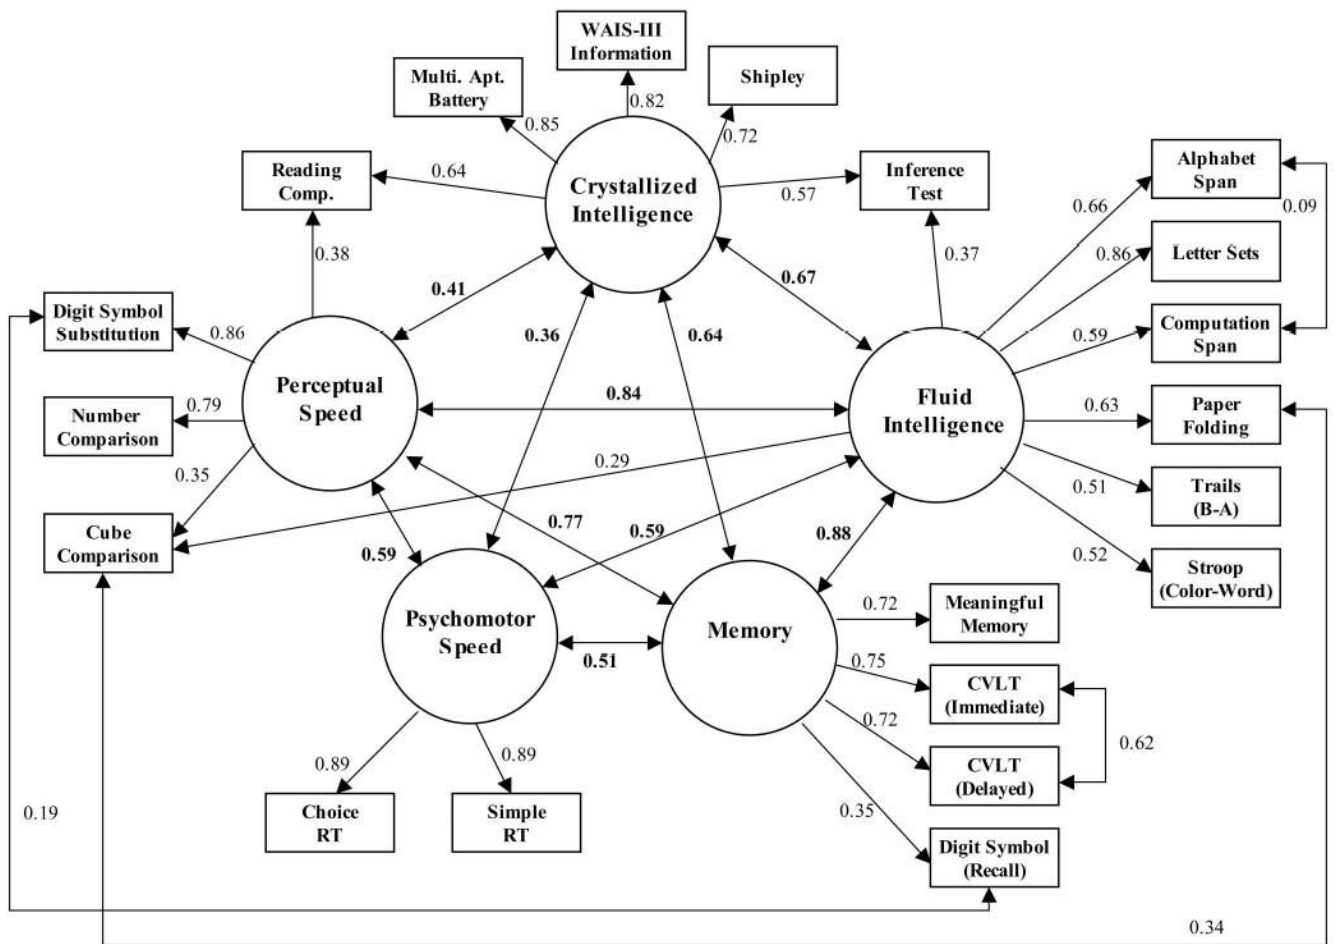 WAIS-III
Information
Multi. Apt.
Battery
Shipley
0.82
0.85
0.72
Reading
Comp.
0.64
Crystallized
Intelligence
0.57
Inference
Test
Alphabet
Span
0.66
0.09
0.38
0.37
0.86
Letter Sets
0.41
0.67
Digit Symbol
Substitution
0.86
0.36
0.64
0.59
Computation
Span
Perceptual
Speed
0.84
Fluid
Intelligence
0.79
Number
Comparison
0.63
Paper
Folding
0.35
0.29
0.51
Trails
(B-A)
Cube
Comparison
0.59
0.77
0.59
0.88
0.52
Stroop
(Color-Word)
Psychomotor
Speed
Memory
0.72
Meaningful
Memory
0.51
0.75
CVLT
(Immediate)
0.72
0.62
0.89
0.89
CVLT
(Delayed)
Choice
RT
Simple
RT
0.19
0.35
Digit Symbol
(Recall)
0.34